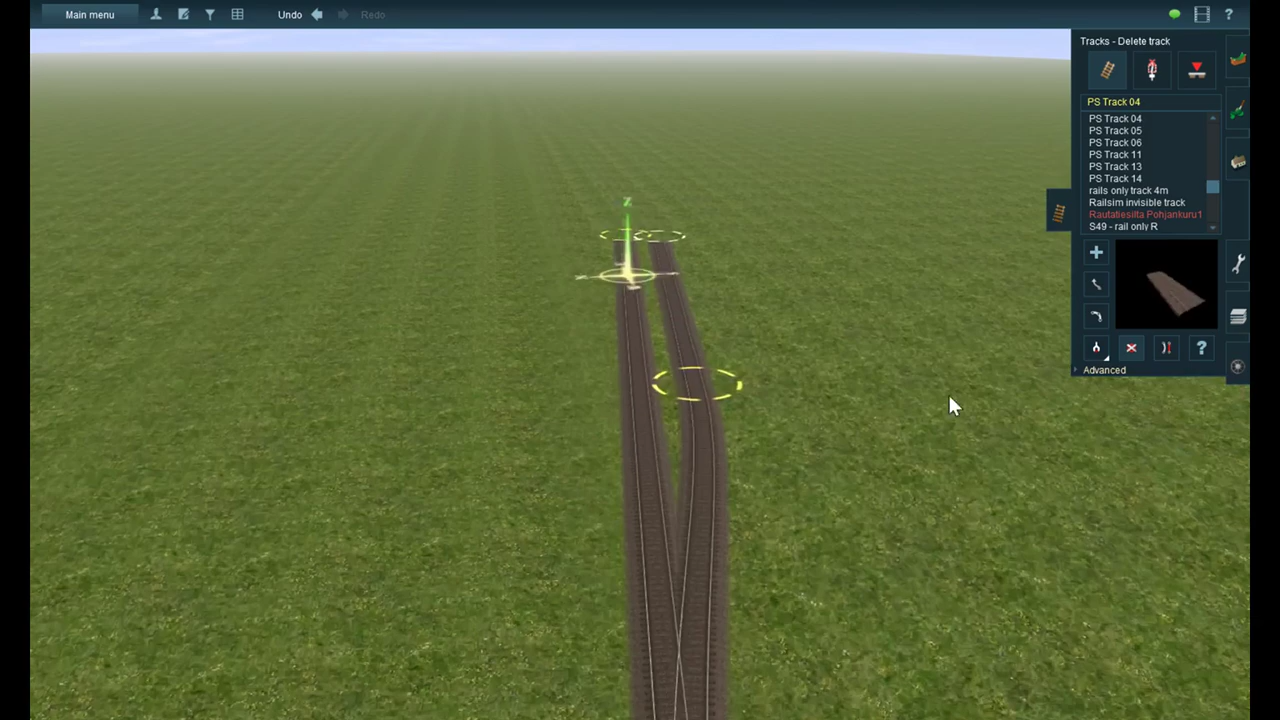 Main menu
Undo
Redo
?
Tracks - Delete track
PS Track 04
PS Track 04
PS Track 05
PS Track 06
PS Track 11
PS Track 13
PS Track 14
rails only track 4m
Railsim invisible track
Rautatiesilta Pohjankuru1
S49 - rail only R
?
Advanced
Z